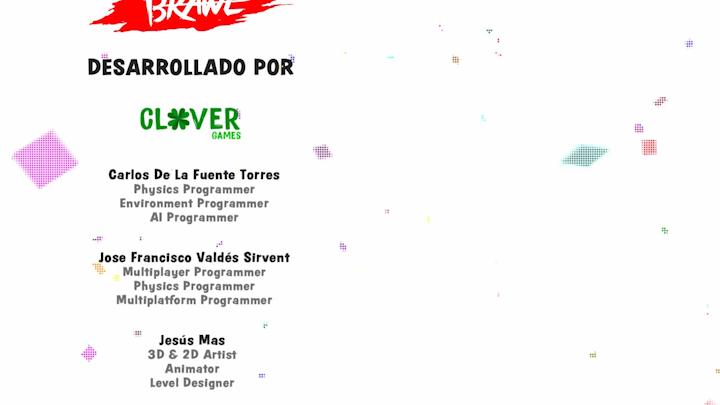 BRAWL
DESARROLLADO POR
CLOVER
GAMES
Carlos De La Fuente Torres
Physics Programmer
Environment Programmer
AI Programmer
Jose Francisco Valdés Sirvent
Multiplayer Programmer
Physics Programmer
Multiplatform Programmer
Jesús Mas
3D & 2D Artist
Animator
Level Designer